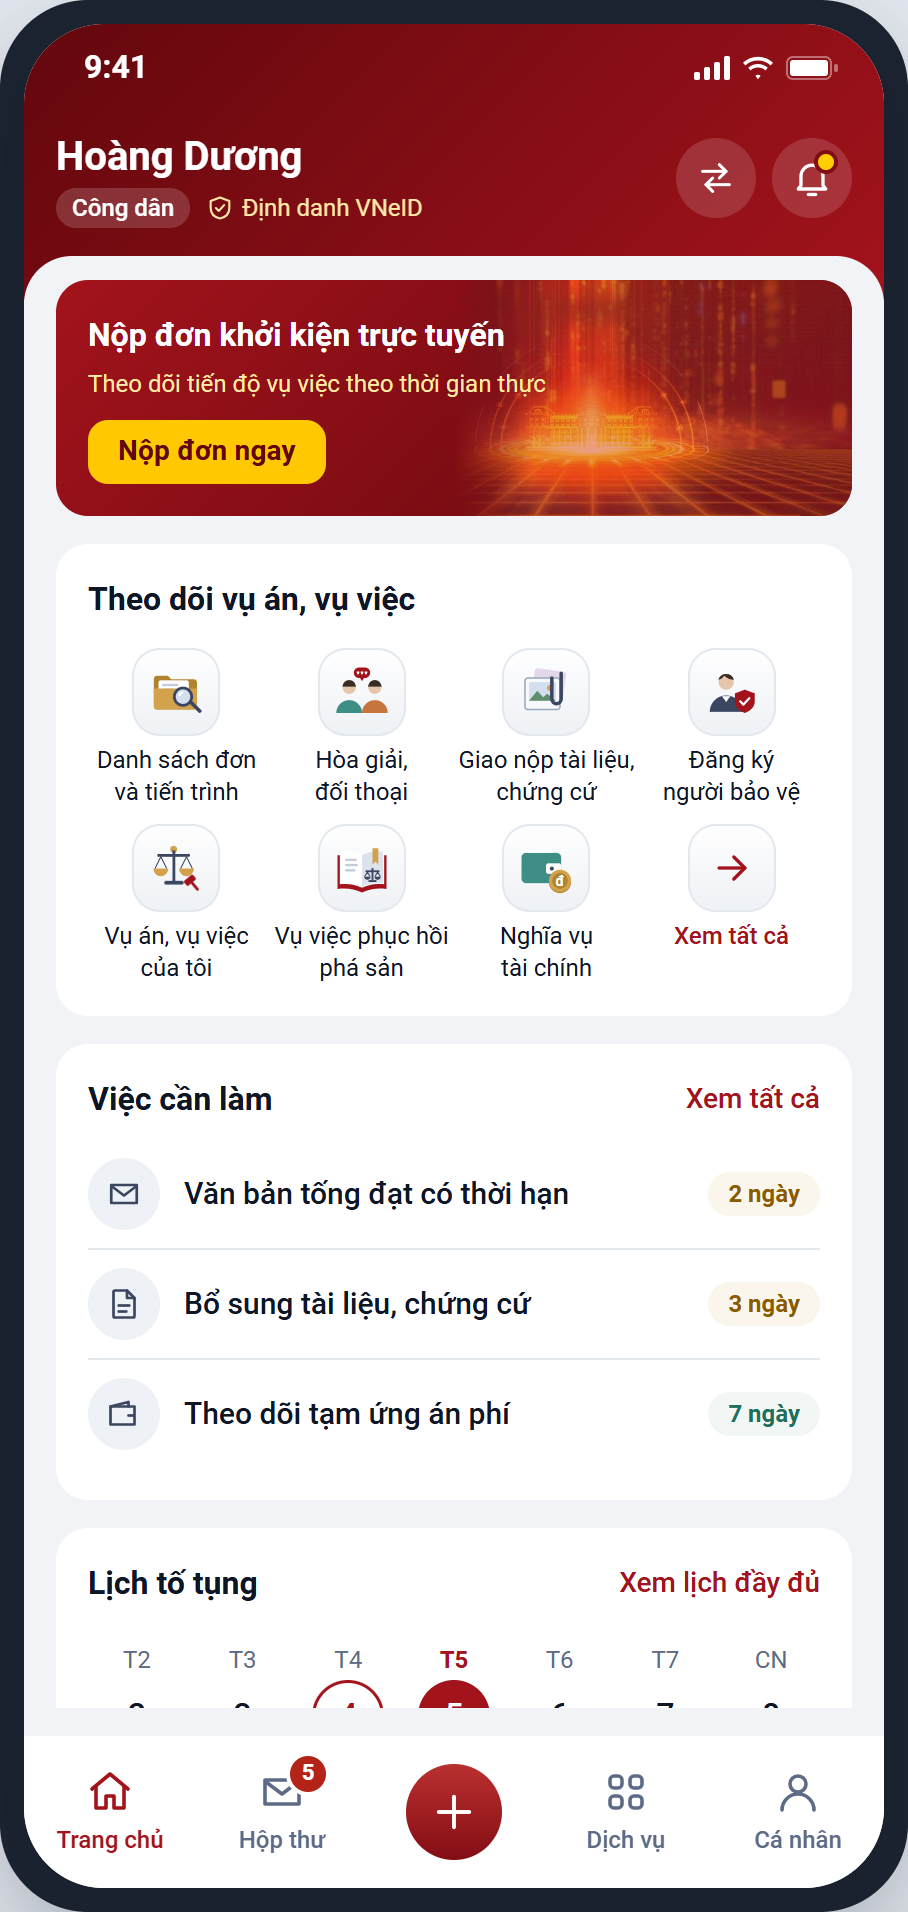 9:41
Hoàng Dương
Công dân
Định danh VNeID
Nộp đơn khởi kiện trực tuyến
Theo dõi tiến độ vụ việc theo thời gian thực
Nộp đơn ngay
Theo dõi vụ án, vụ việc
Danh sách đơn
và tiến trình
Hòa giải,
đối thoại
Giao nộp tài liệu,
chứng cứ
Đăng ký
người bảo vệ
Vụ án, vụ việc
của tôi
Vụ việc phục hồi
phá sản
đ
Nghĩa vụ
tài chính
Xem tất cả
Việc cần làm
Xem tất cả
Văn bản tống đạt có thời hạn
2 ngày
Bổ sung tài liệu, chứng cứ
3 ngày
Theo dõi tạm ứng án phí
7 ngày
Lịch tố tụng
Xem lịch đầy đủ
T2 T3 T4 T5 T6 T7 CN
4 5 6 7
Trang chủ
5
Hộp thư
Dịch vụ
Cá nhân